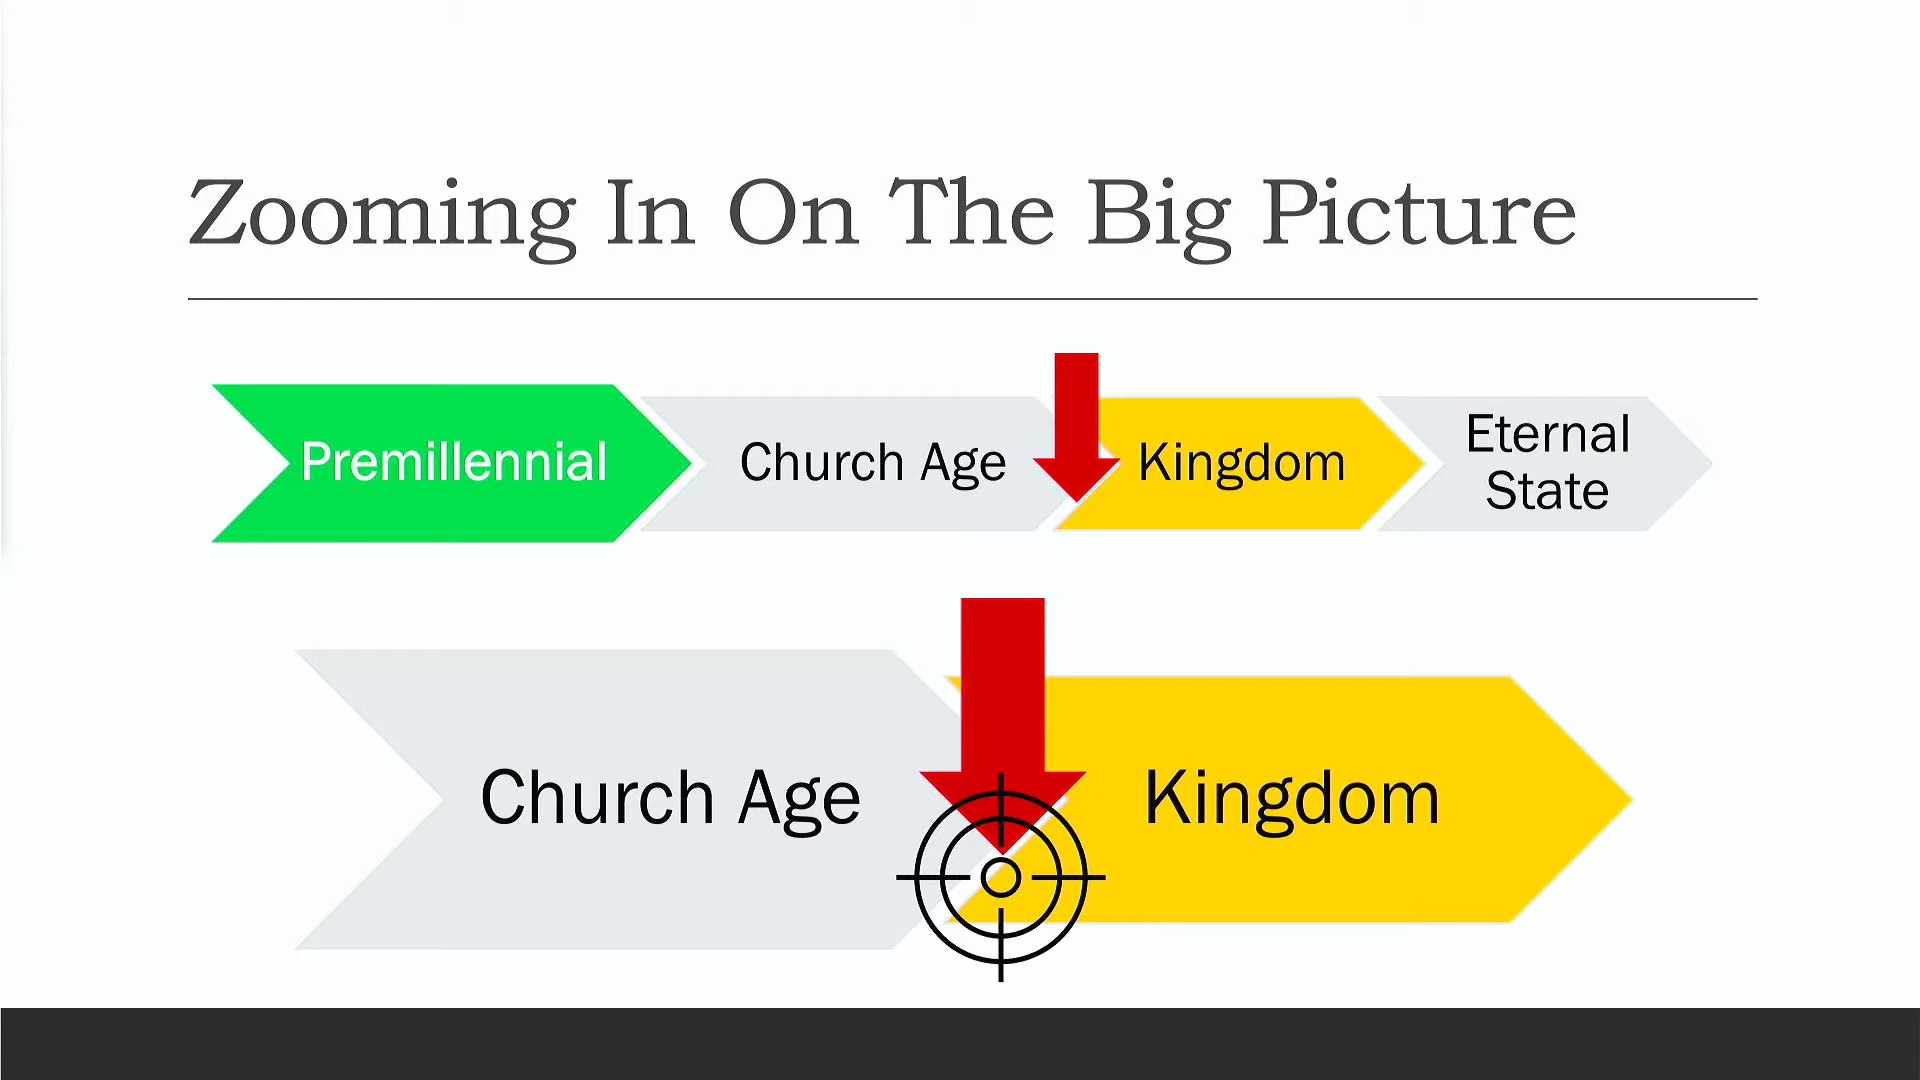 Zooming In On The Big Picture
Premillennial
Church Age
Kingdom
Eternal
State
Church Age
Kingdom